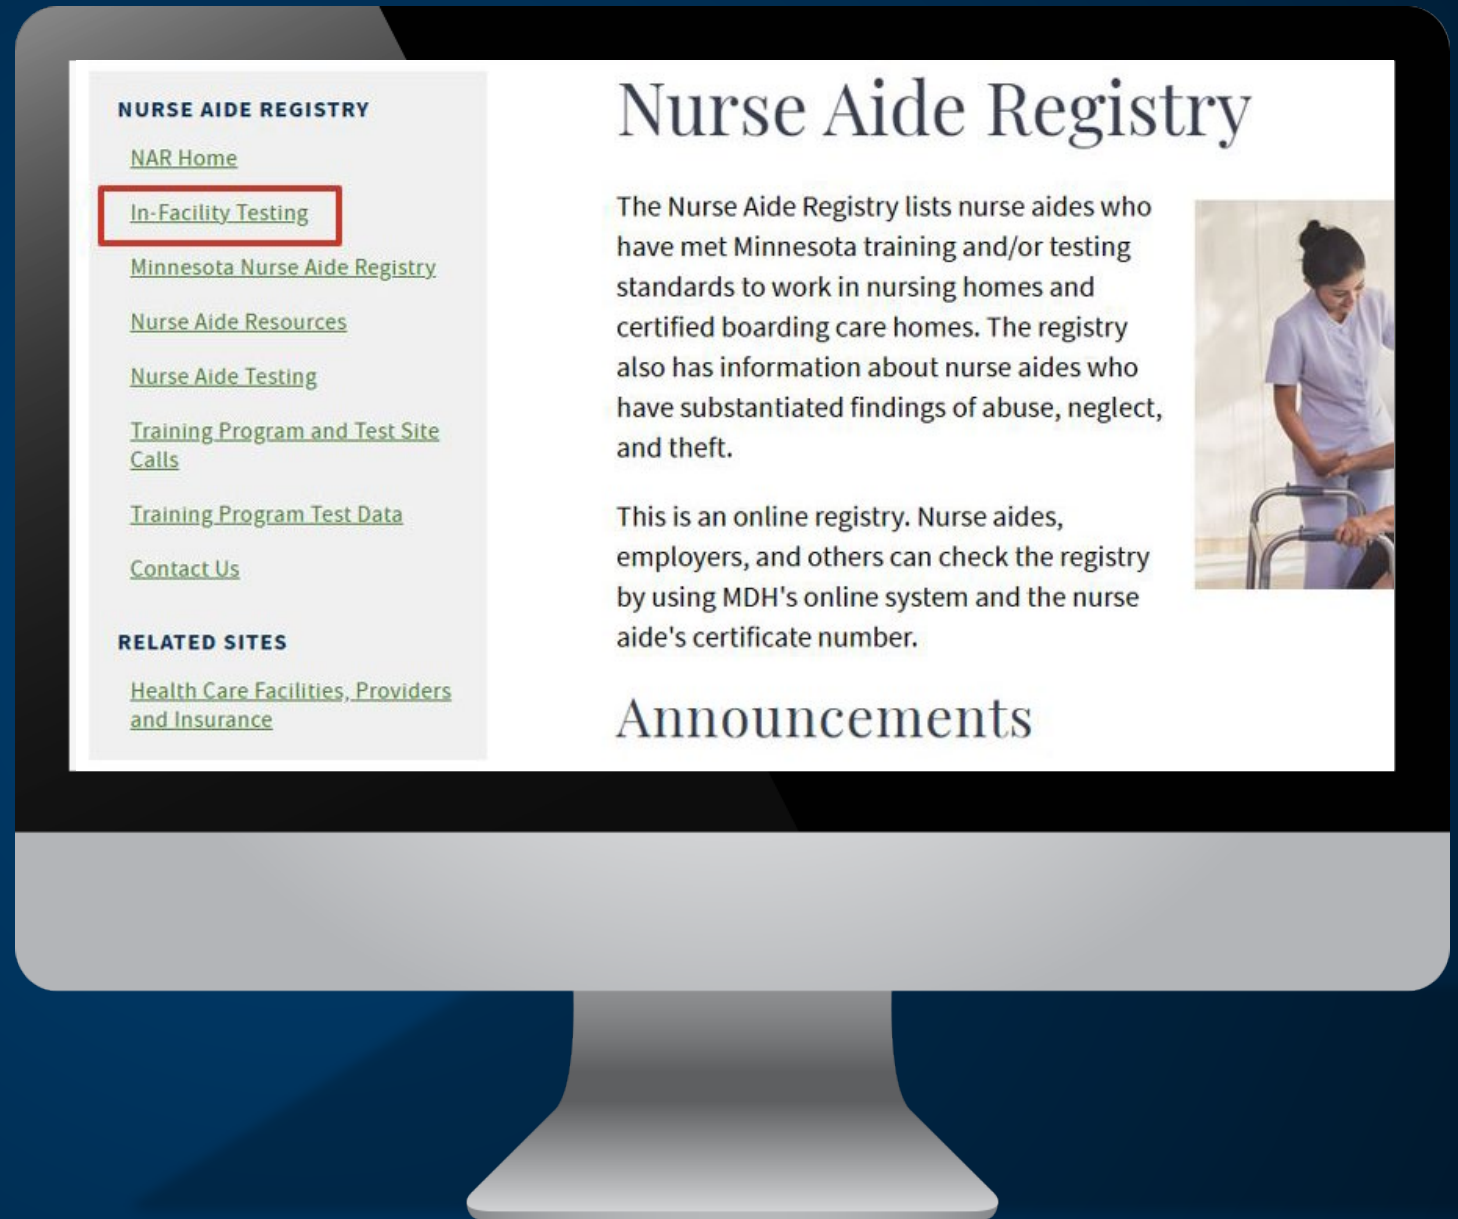 NURSE AIDE REGISTRY
NAR Home
In-Facility Testing
Minnesota Nurse Aide Registry
Nurse Aide Resources
Nurse Aide Testing
Training Program and Test Site
Calls
Training Program Test Data
Contact Us
RELATED SITES
Health Care Facilities, Providers
and Insurance
Nurse Aide Registry
The Nurse Aide Registry lists nurse aides who
have met Minnesota training and/or testing
standards to work in nursing homes and
certified boarding care homes. The registry
also has information about nurse aides who
have substantiated findings of abuse, neglect,
and theft.
This is an online registry. Nurse aides,
employers, and others can check the registry
by using MDH's online system and the nurse
aide's certificate number.
Announcements